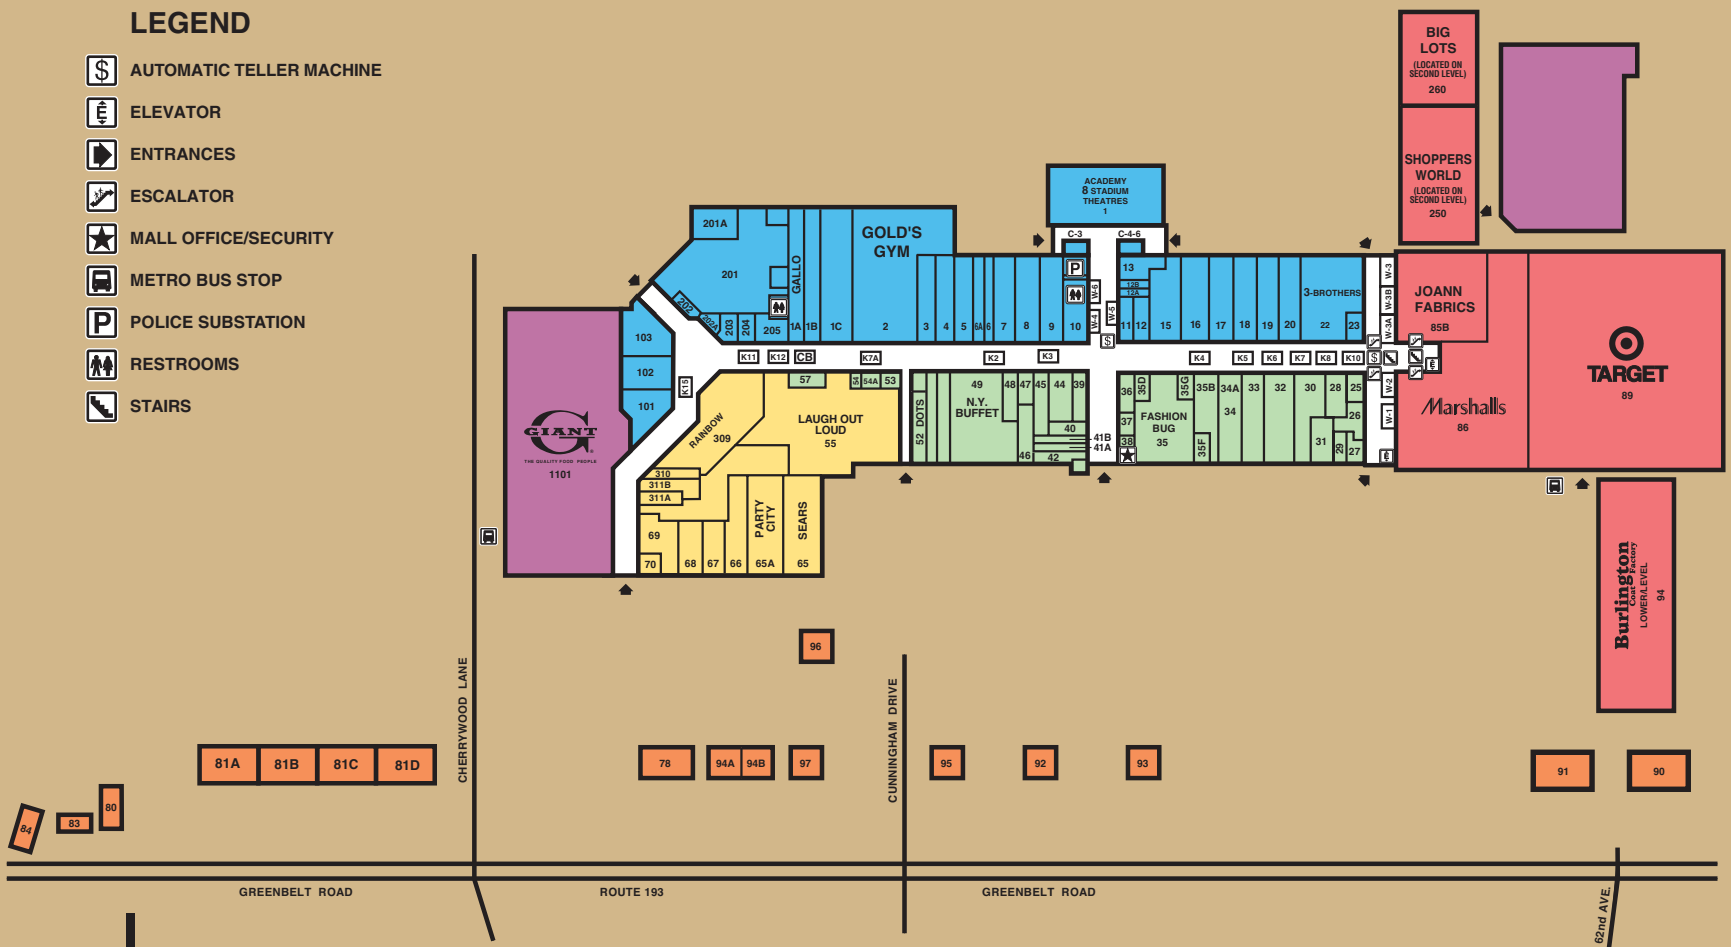 LEGEND
$ AUTOMATIC TELLER MACHINE
E ELEVATOR
ENTRANCES
ESCALATOR
MALL OFFICE/SECURITY
METRO BUS STOP
P POLICE SUBSTATION
RESTROOMS
STAIRS
BIG
LOTS
(LOCATED ON
SECOND LEVEL)
260
SHOPPERS
WORLD
(LOCATED ON
SECOND LEVEL)
250
ACADEMY
8 STADIUM
THEATRES
1
C-3
C-4-6
201A
201
202
202A
203
204
205
GALLO
1A
1B
1C
GOLD'S
GYM
2
3
4
5
6A
6
7
8
9
P
10
W-6
W-4
W-5
$
13
12B
12A
11
12
15
16
17
18
19
20
3-BROTHERS
22
23
W-3
W-3B
W-3A
JOANN
FABRICS
85B
TARGET
89
Marshalls
86
103
102
101
GIANT
THE QUALITY FOOD PEOPLE
1101
K15
K11
K12
CB
K7A
K2
K3
K4
K5
K6
K7
K8
K10
$
E
W-2
W-1
E
57
54
54A
53
RAINBOW
309
LAUGH OUT
LOUD
55
310
311B
311A
69
70
68
67
66
PARTY
CITY
65A
SEARS
65
52 DOTS
49
N.Y.
BUFFET
48
47
46
45
44
39
40
41B
41A
42
36
35D
37
38
FASHION
BUG
35
35G
35B
35F
34A
34
33
32
30
31
28
29
25
26
27
Burlington
Coat Factory
LOWER/LEVEL
94
96
81A
81B
81C
81D
78
94A
94B
97
95
92
93
91
90
80
83
84
CHERRYWOOD LANE
CUNNINGHAM DRIVE
GREENBELT ROAD
ROUTE 193
GREENBELT ROAD
62nd AVE.